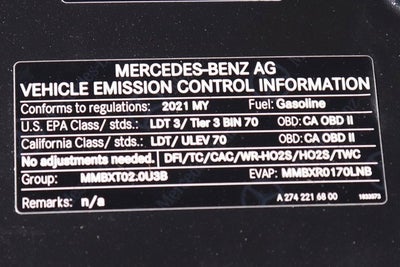 MERCEDES-BENZ AG
VEHICLE EMISSION CONTROL INFORMATION
Conforms to regulations: 2021 MY Fuel: Gasoline
U.S. EPA Class/ stds.: LDT 3/ Tier 3 BIN 70 OBD: CA OBD II
California Class/ stds.: LDT/ ULEV 70 OBD: CA OBD II
No adjustments needed. DFI/TC/CAC/WR-HO2S/HO2S/TWC
Group: MMBXT02.0U3B EVAP: MMBXR0170LNB
Remarks: n/a A 274 221 68 00